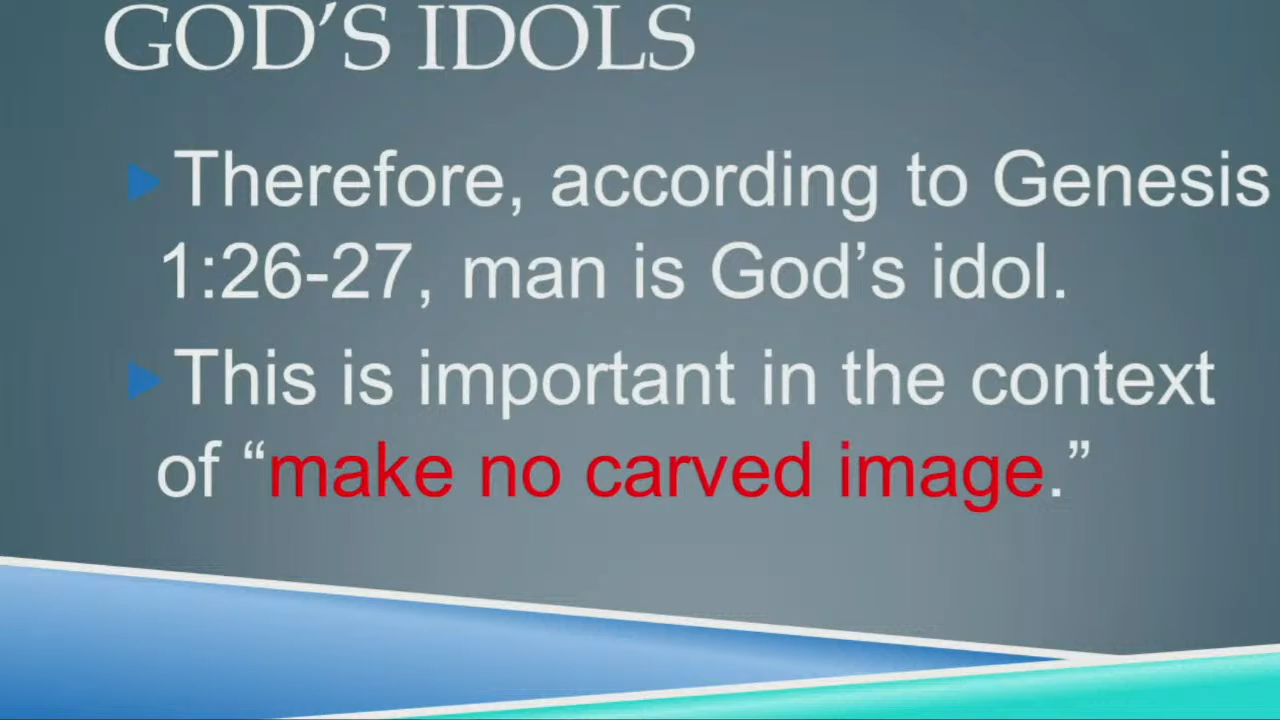 GOD’S IDOLS
Therefore, according to Genesis
1:26-27, man is God’s idol.
This is important in the context
of “make no carved image.”